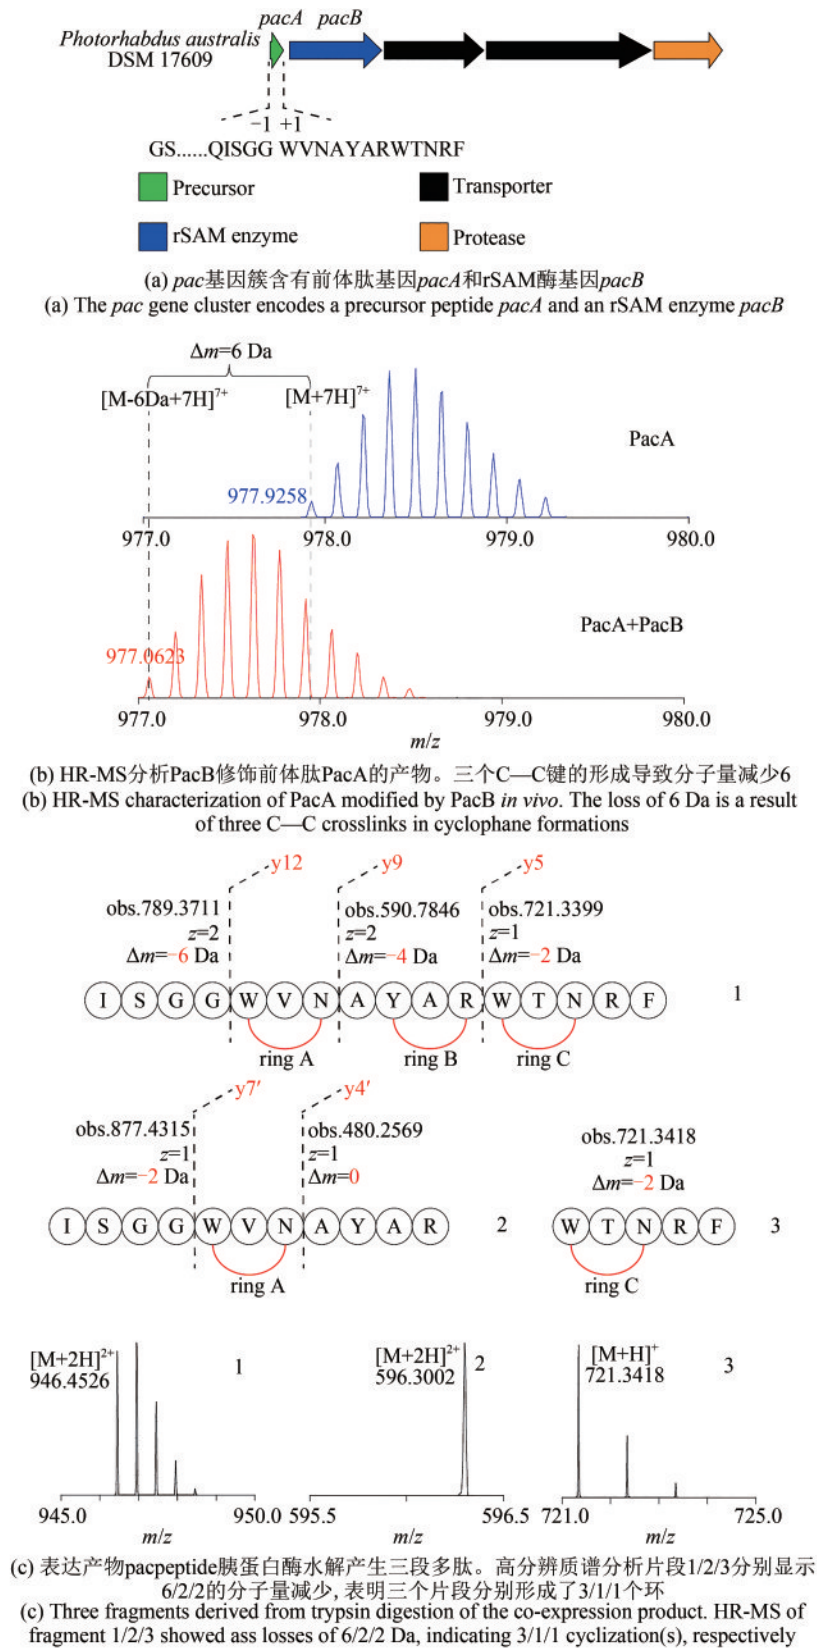 pacA pacB
Photorhabdus australis
DSM 17609
−1 +1
GS......QISGG WVNAYARWTNRF
Precursor
Transporter
rSAM enzyme
Protease
(a) pac基因簇含有前体肽基因pacA和rSAM酶基因pacB
(a) The pac gene cluster encodes a precursor peptide pacA and an rSAM enzyme pacB
Δm=6 Da
[M-6Da+7H]7+
[M+7H]7+
PacA
977.9258
977.0 978.0 979.0 980.0
PacA+PacB
977.0623
977.0 978.0 979.0 980.0
m/z
(b) HR-MS分析PacB修饰前体肽PacA的产物。三个C—C键的形成导致分子量减少6
(b) HR-MS characterization of PacA modified by PacB in vivo. The loss of 6 Da is a result
of three C—C crosslinks in cyclophane formations
y12 y9 y5
obs.789.3711
z=2
Δm=−6 Da
obs.590.7846
z=2
Δm=−4 Da
obs.721.3399
z=1
Δm=−2 Da
I S G G W V N A Y A R W T N R F 1
ring A ring B ring C
y7′ y4′
obs.877.4315
z=1
Δm=−2 Da
obs.480.2569
z=1
Δm=0
obs.721.3418
z=1
Δm=−2 Da
I S G G W V N A Y A R 2
W T N R F 3
ring A
ring C
[M+2H]2+
946.4526
1
[M+2H]2+
596.3002
2
[M+H]+
721.3418
3
945.0 950.0 595.5 596.5 721.0 725.0
m/z m/z m/z
(c) 表达产物pacpeptide胰蛋白酶水解产生三段多肽。高分辨质谱分析片段1/2/3分别显示
6/2/2的分子量减少, 表明三个片段分别形成了3/1/1个环
(c) Three fragments derived from trypsin digestion of the co-expression product. HR-MS of
fragment 1/2/3 showed ass losses of 6/2/2 Da, indicating 3/1/1 cyclization(s), respectively